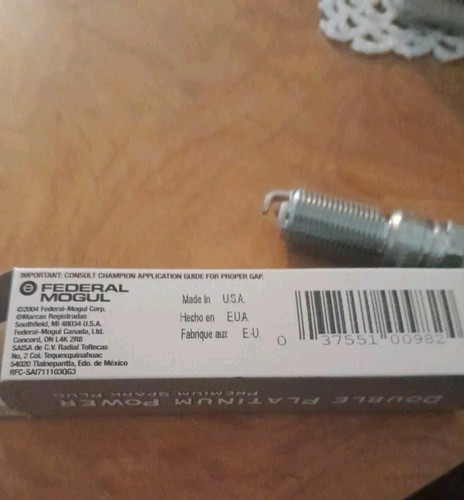 IMPORTANT: CONSULT CHAMPION APPLICATION GUIDE FOR PROPER GAP.
FEDERAL
MOGUL
©2004 Federal-Mogul Corp.
®Marcas Registradas
Southfield, MI 48034 U.S.A.
Federal-Mogul Canada, Ltd.
Concord, ON L4K 2R8
SAISA de C.V. Radial Toltecas
No. 2 Col. Tequexquinahuac
54020 Tlalnepantla, Edo. de México
RFC-SAI711103QG3
Made In U.S.A.
Hecho en E.U.A.
Fabrique aux E-U
0 37551 00982
DOUBLE PLATINUM POWER
PREMIUM SPARK PLUG